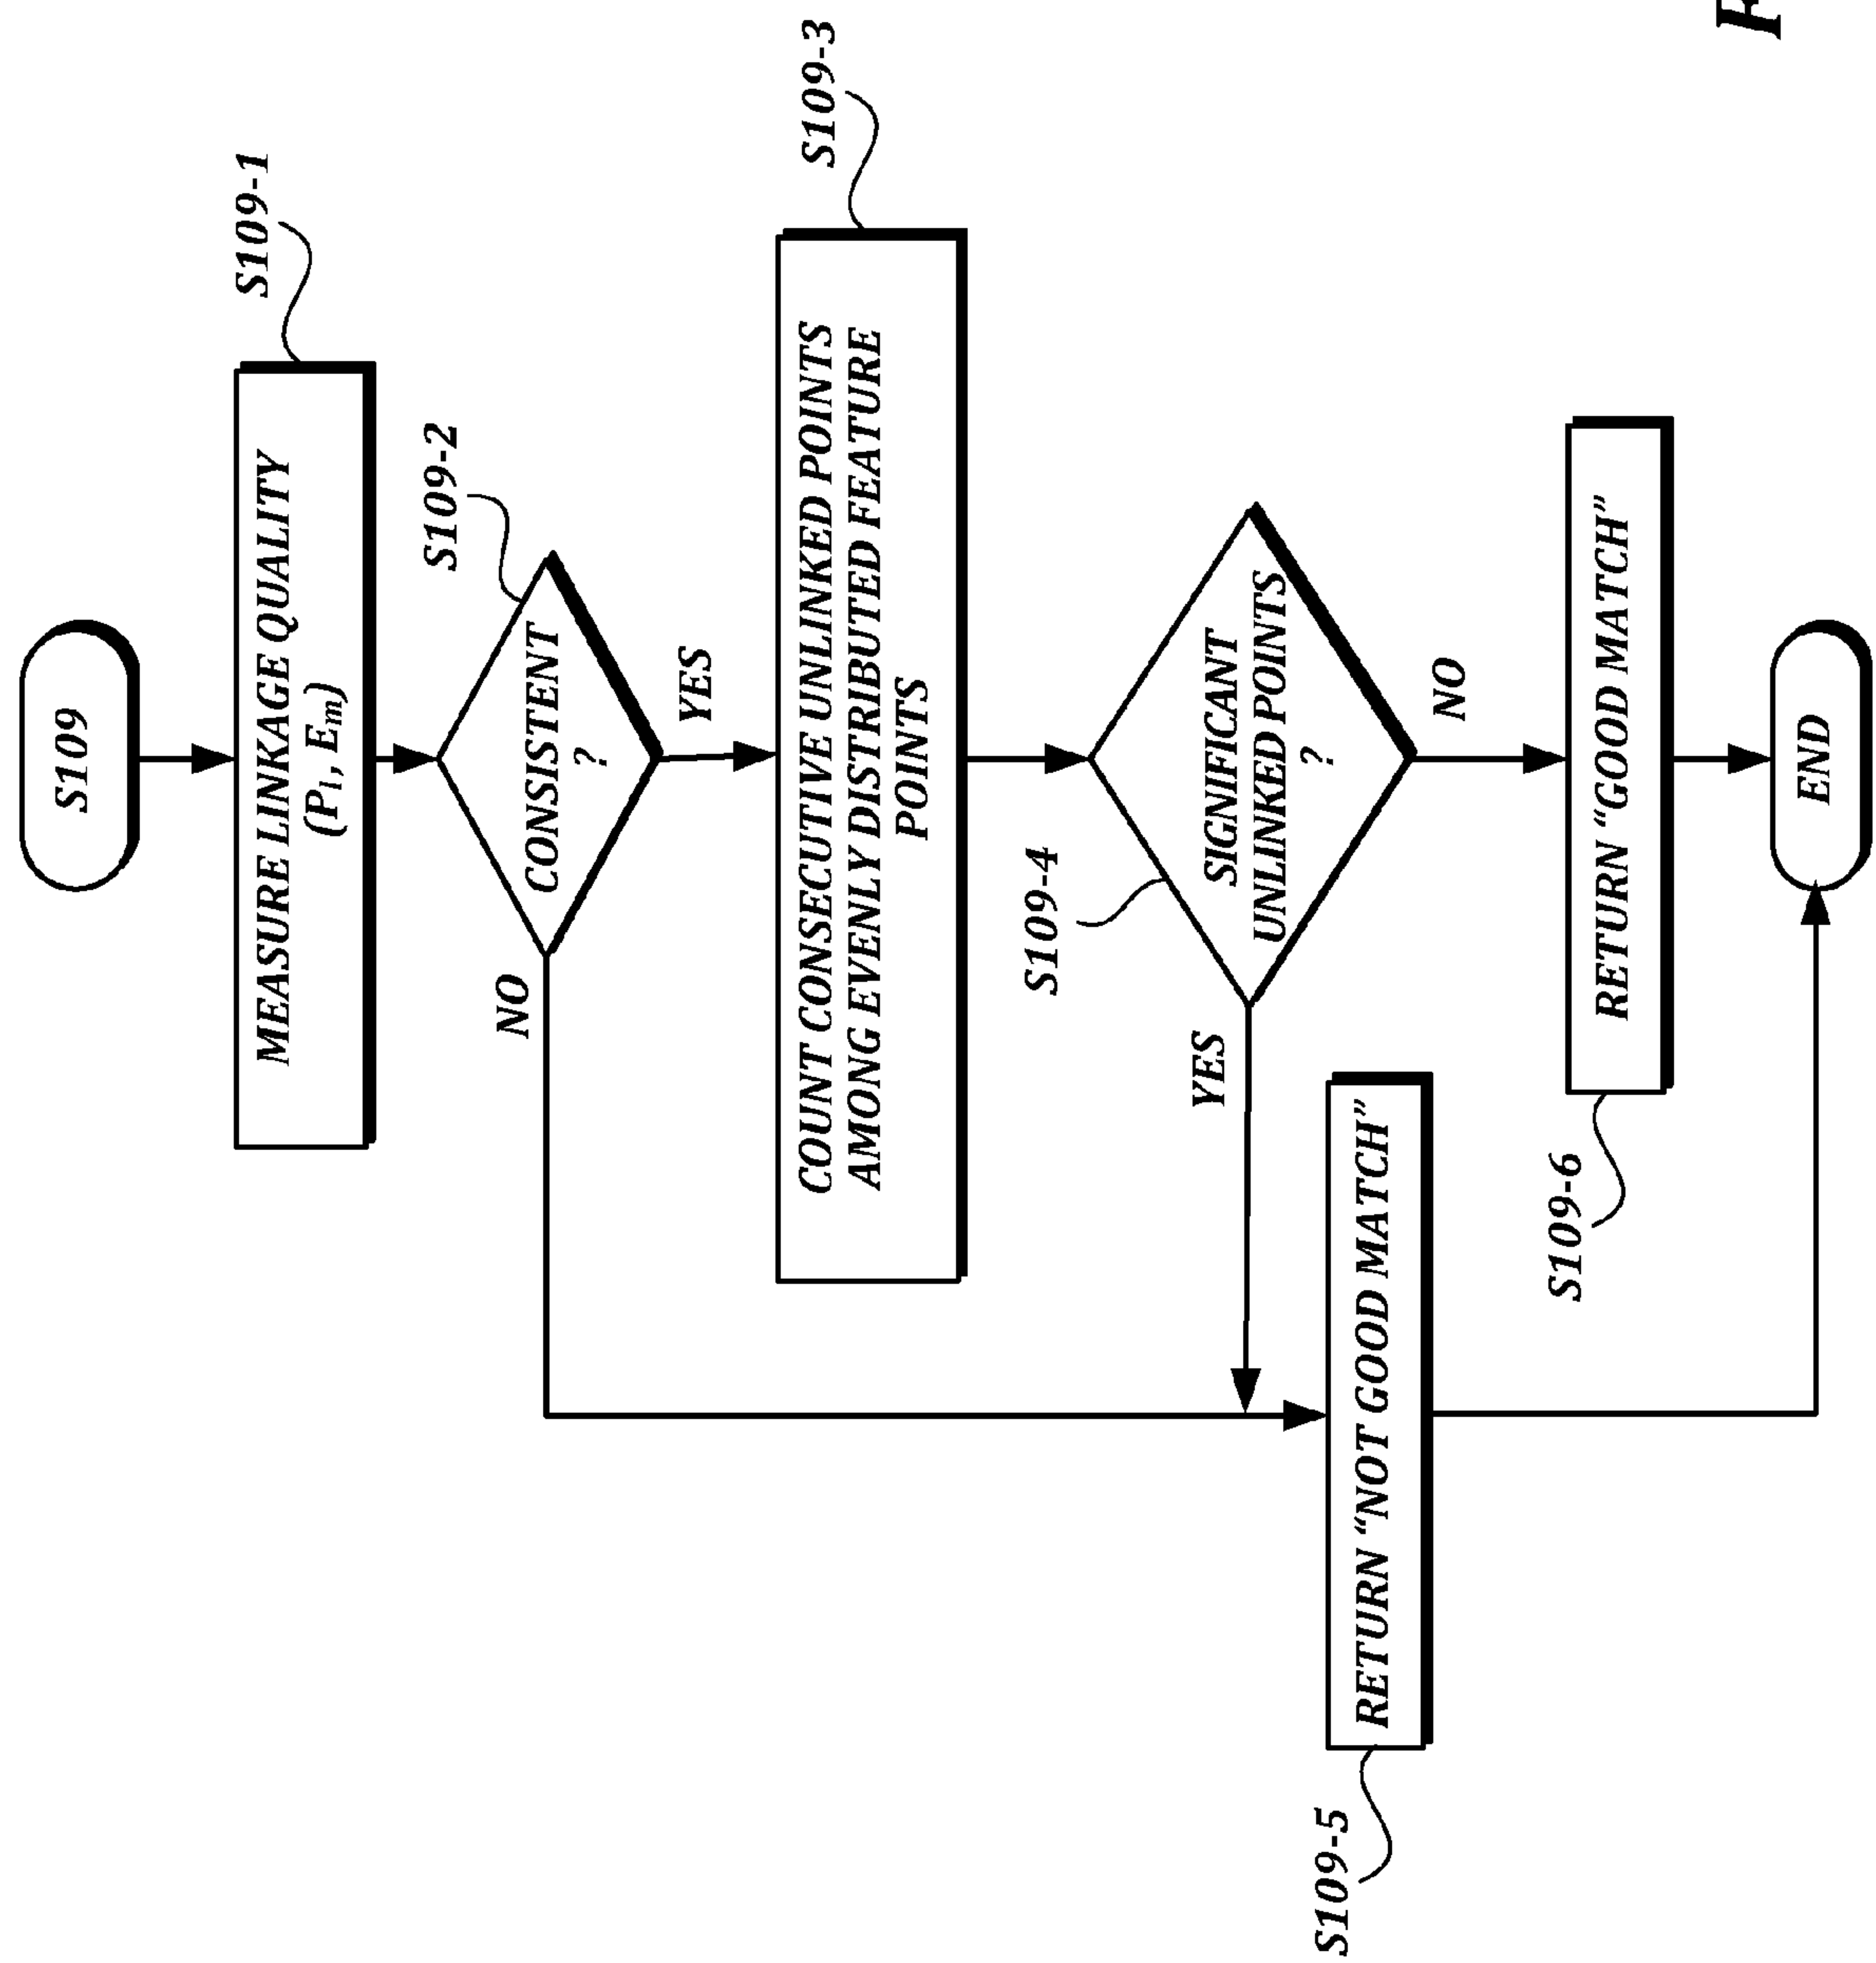 S109
S109-1
MEASURE LINKAGE QUALITY
(Pi, Em)
S109-2
CONSISTENT
?
NO
YES
S109-3
COUNT CONSECUTIVE UNLINKED POINTS
AMONG EVENLY DISTRIBUTED FEATURE
POINTS
S109-4
SIGNIFICANT
UNLINKED POINTS
?
YES
NO
S109-5
RETURN “NOT GOOD MATCH”
S109-6
RETURN “GOOD MATCH”
END